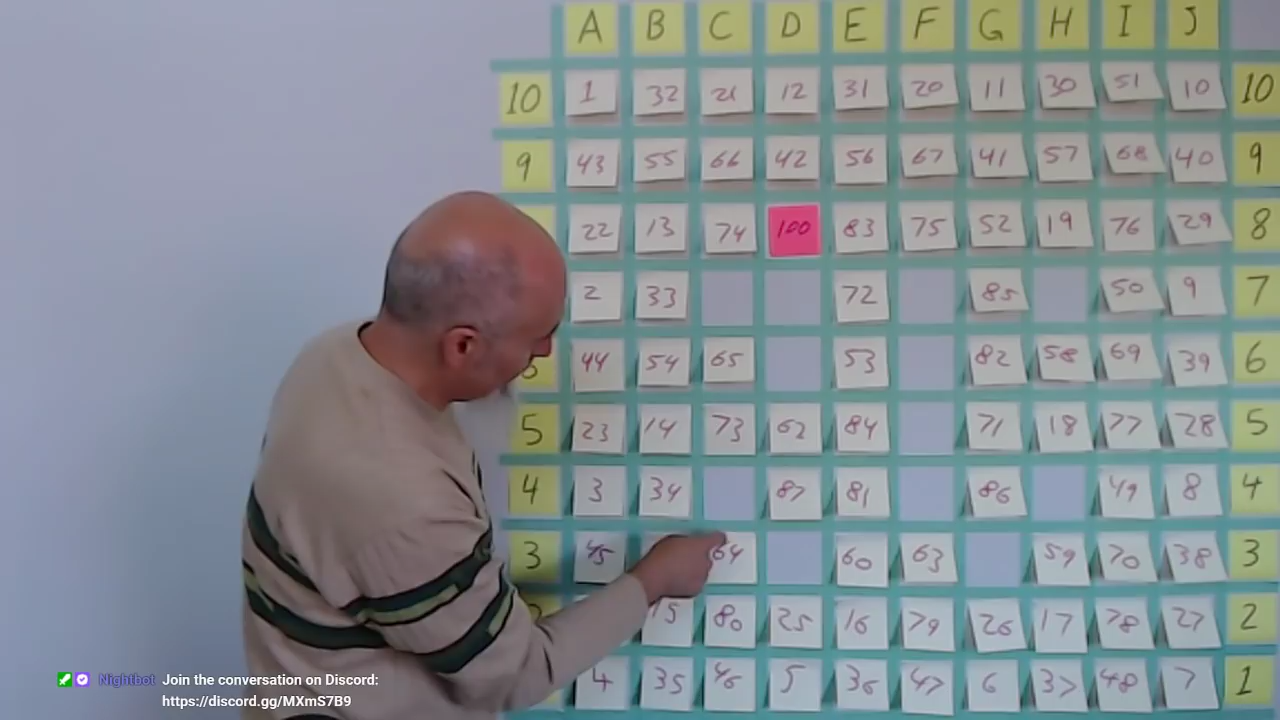 A B C D E F G H I J
10 1 32 21 12 31 20 11 30 51 10 10
9 43 55 66 42 56 67 41 57 68 40 9
22 13 74 100 83 75 52 19 76 29 8
2 33 72 85 50 9 7
44 54 65 53 82 58 69 39 6
5 23 14 73 62 84 71 18 77 28 5
4 3 34 87 81 86 49 8 4
3 45 64 60 63 59 70 38 3
15 80 25 16 79 26 17 78 27 2
4 35 46 5 36 47 6 37 48 7 1
Nightbot Join the conversation on Discord:
https://discord.gg/MXmS7B9